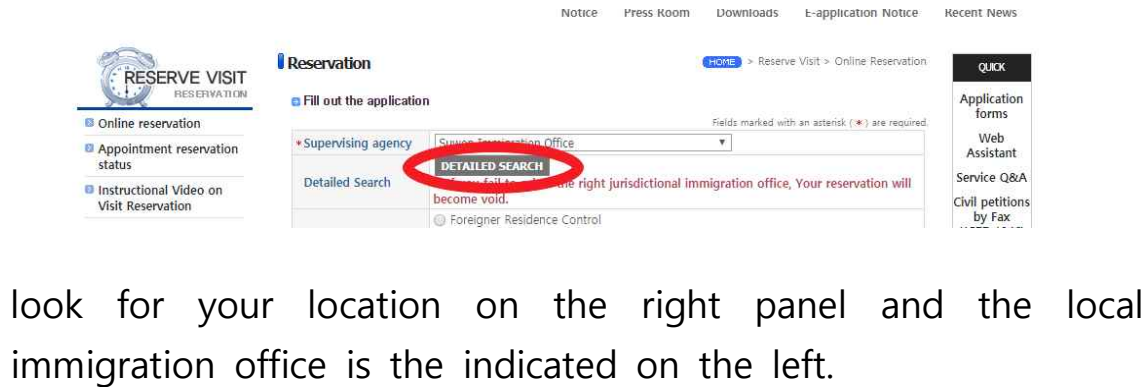 Notice Press Room Downloads E-application Notice Recent News
RESERVE VISIT
RESERVATION
Online reservation
Appointment reservation
status
Instructional Video on
Visit Reservation
Reservation
HOME > Reserve Visit > Online Reservation
Fill out the application
Fields marked with an asterisk (*) are required.
*Supervising agency Suwon Immigration Office
Detailed Search
DETAILED SEARCH
the right jurisdictional immigration office, Your reservation will
become void.
Foreigner Residence Control
QUICK
Application
forms
Web
Assistant
Service Q&A
Civil petitions
by Fax
look for your location on the right panel and the local
immigration office is the indicated on the left.